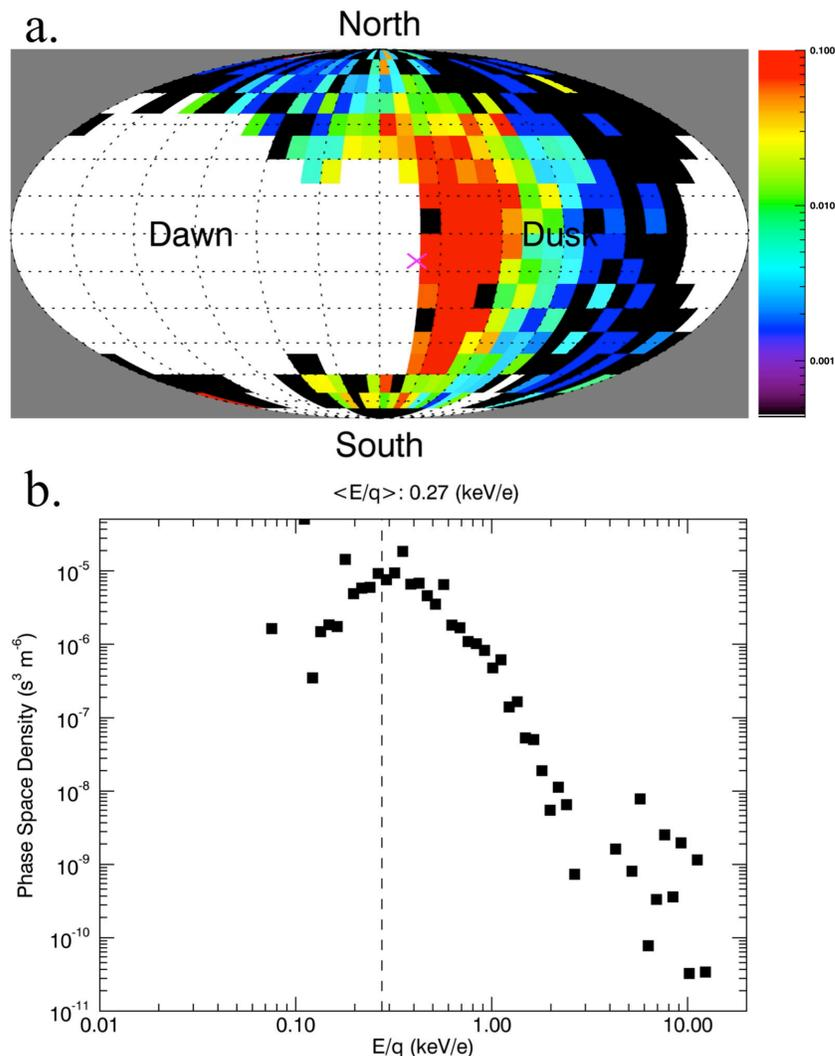 a.
North
Dawn
Dusk
0.100
0.010
0.001
South
b.
<E/q>: 0.27 (keV/e)
Phase Space Density (s³ m⁻⁶)
10⁻⁵
10⁻⁶
10⁻⁷
10⁻⁸
10⁻⁹
10⁻¹⁰
10⁻¹¹
0.01 0.10 1.00 10.00
E/q (keV/e)